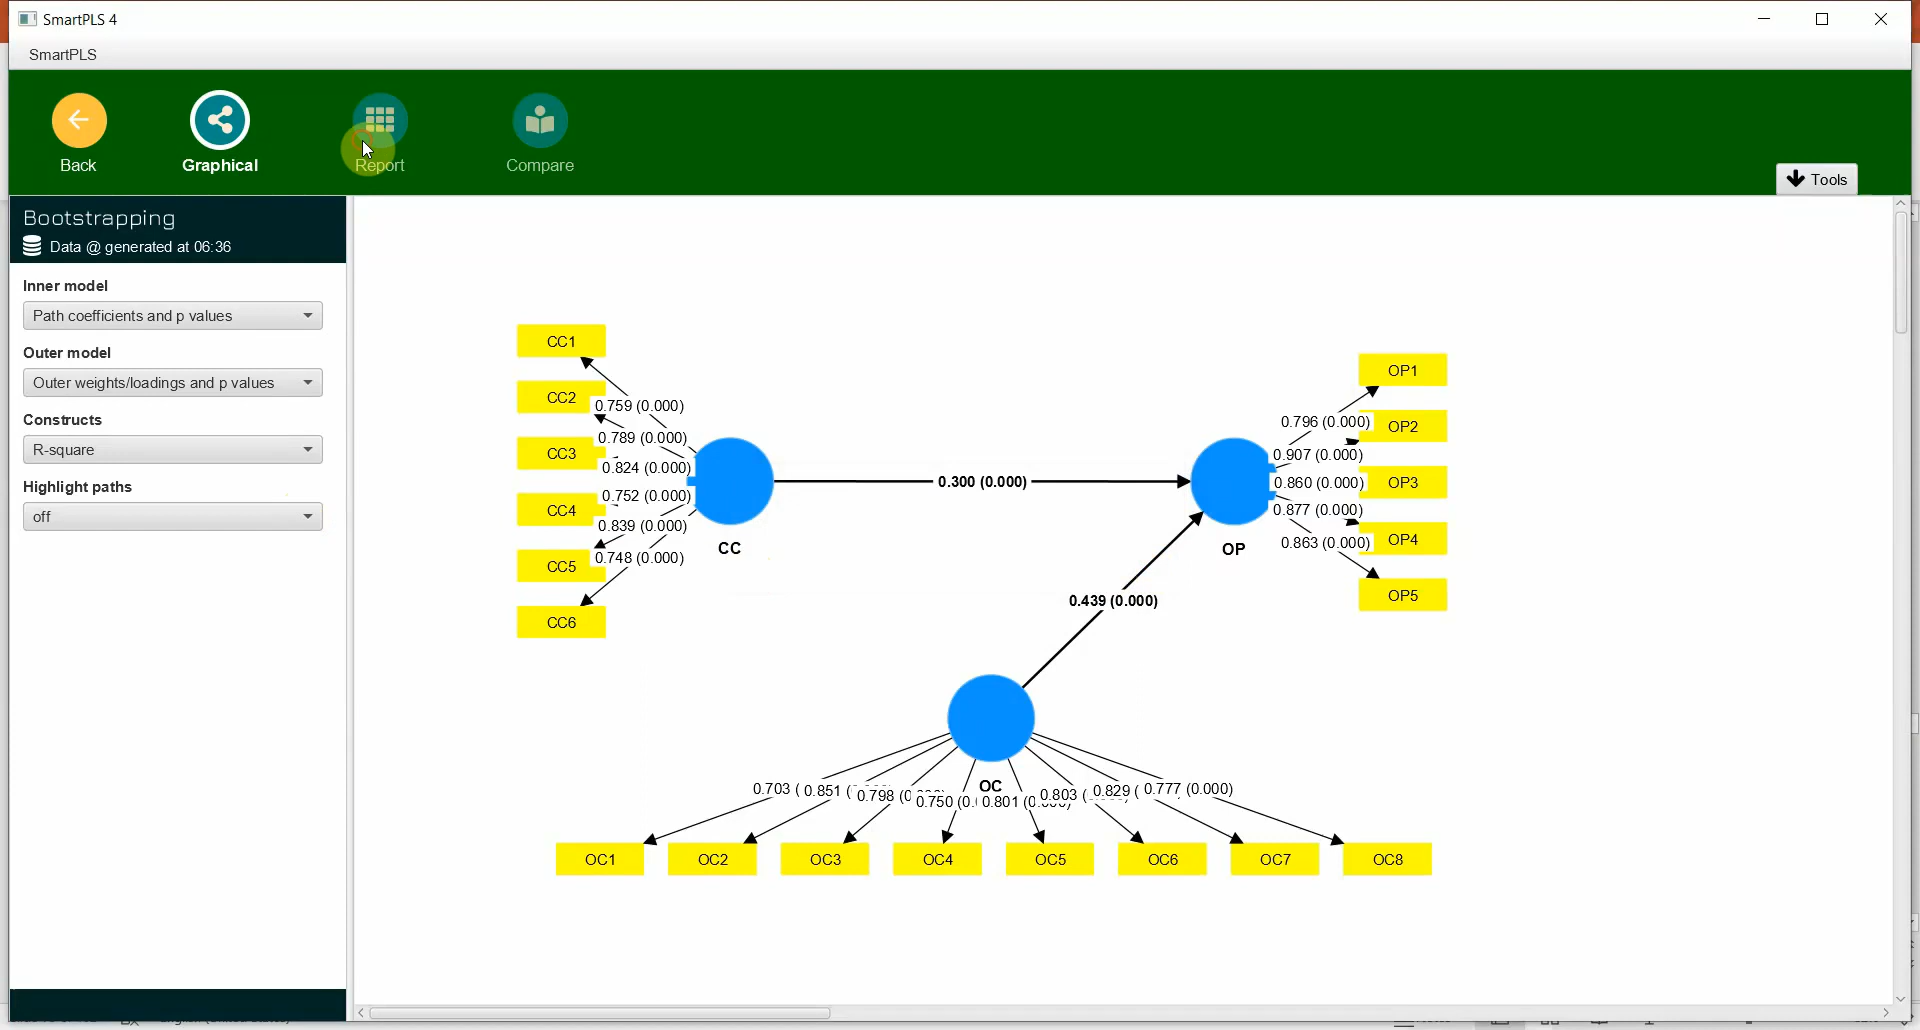 SmartPLS 4
SmartPLS
Back
Graphical
Report
Compare
Tools
Bootstrapping
Data @ generated at 06:36
Inner model
Path coefficients and p values
Outer model
Outer weights/loadings and p values
Constructs
R-square
Highlight paths
off
CC1
CC2
CC3
CC4
CC5
CC6
0.759 (0.000)
0.789 (0.000)
0.824 (0.000)
0.752 (0.000)
0.839 (0.000)
0.748 (0.000)
CC
0.300 (0.000)
0.439 (0.000)
OP
0.796 (0.000)
0.907 (0.000)
0.860 (0.000)
0.877 (0.000)
0.863 (0.000)
OP1
OP2
OP3
OP4
OP5
OC
0.703 (
0.851 (
0.798 (0
0.750 (0.
0.801 (0
0.803 (
0.829 (
0.777 (0.000)
OC1
OC2
OC3
OC4
OC5
OC6
OC7
OC8